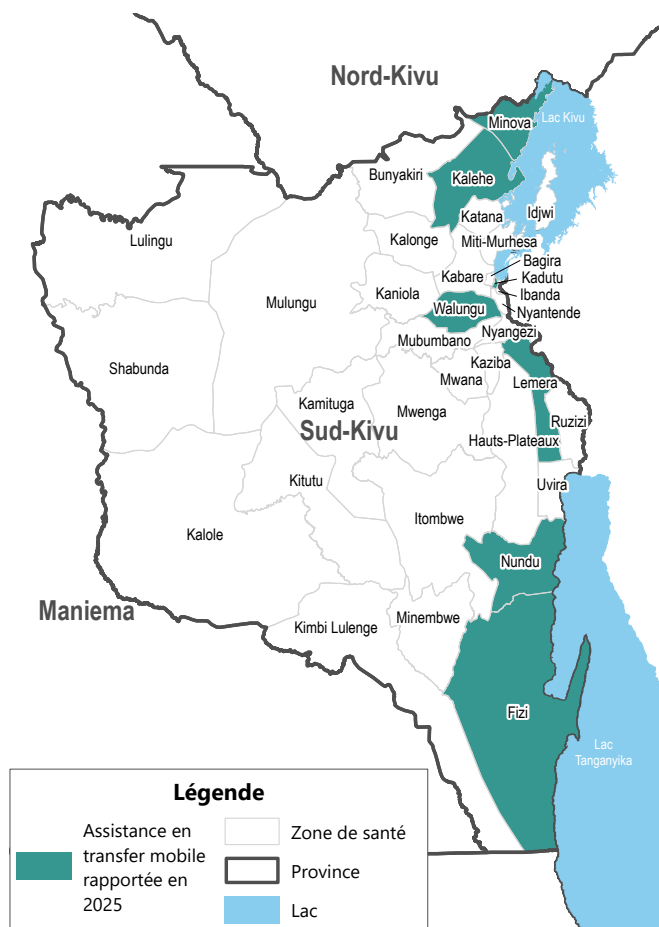 Nord-Kivu
Minova
Lac Kivu
Bunyakiri
Kalehe
Idjwi
Katana
Lulingu
Kalonge
Miti-Murhesa
Bagira
Kabare
Kadutu
Kaniola
Ibanda
Mulungu
Walungu
Nyantende
Nyangezi
Mubumbano
Kaziba
Shabunda
Mwana
Lemera
Kamituga
Mwenga
Ruzizi
Sud-Kivu
Hauts-Plateaux
Kitutu
Uvira
Itombwe
Kalole
Nundu
Maniema
Minembwe
Kimbi Lulenge
Fizi
Lac
Tanganyika
Légende
Assistance en
transfer mobile
rapportée en
2025
Zone de santé
Province
Lac